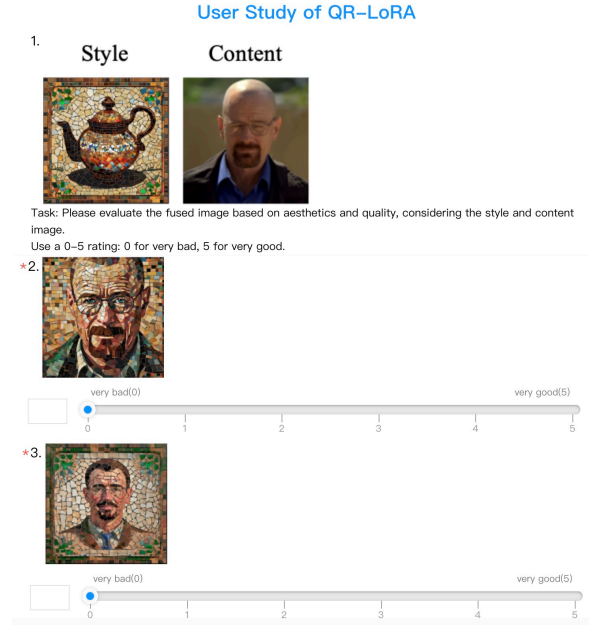 User Study of QR-LoRA
1.
Style Content
Task: Please evaluate the fused image based on aesthetics and quality, considering the style and content
image.
Use a 0-5 rating: 0 for very bad, 5 for very good.
*2.
very bad(0) very good(5)
0 1 2 3 4 5
*3.
very bad(0) very good(5)
0 1 2 3 4 5